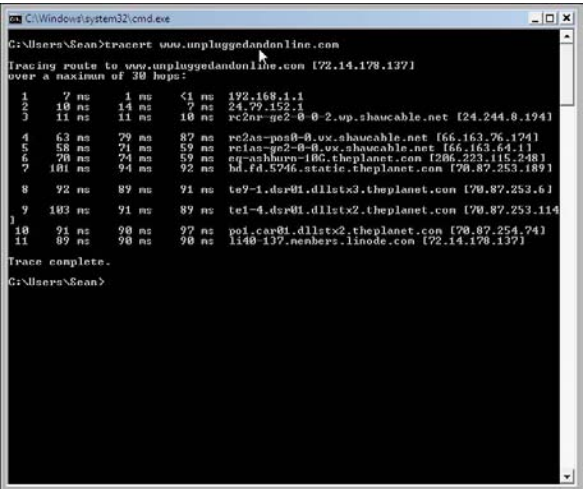 C:\Windows\system32\cmd.exe
C:\Users\Sean>tracert www.unpluggedandonline.com
Tracing route to www.unpluggedandonline.com [72.14.178.137]
over a maximum of 30 hops:
1 7 ms 1 ms <1 ms 192.168.1.1
2 10 ms 14 ms 7 ms 24.79.152.1
3 11 ms 11 ms 10 ms rc2nr-ge2-0-0-2.wp.shawcable.net [24.244.8.194]
4 63 ms 79 ms 87 ms rc2as-pos0-0.vx.shawcable.net [66.163.76.174]
5 58 ms 71 ms 59 ms rc1as-ge2-0-0.vx.shawcable.net [66.163.64.1]
6 70 ms 74 ms 59 ms eq-ashburn-10G.theplanet.com [206.223.115.248]
7 101 ms 94 ms 92 ms bd.fd.5746.static.theplanet.com [70.87.253.189]
8 92 ms 89 ms 91 ms te9-1.dsr01.dllstx3.theplanet.com [70.87.253.6]
9 103 ms 91 ms 89 ms te1-4.dsr01.dllstx2.theplanet.com [70.87.253.114
]
10 91 ms 90 ms 97 ms po1.car01.dllstx2.theplanet.com [70.87.254.74]
11 89 ms 90 ms 90 ms li40-137.members.linode.com [72.14.178.137]
Trace complete.
C:\Users\Sean>